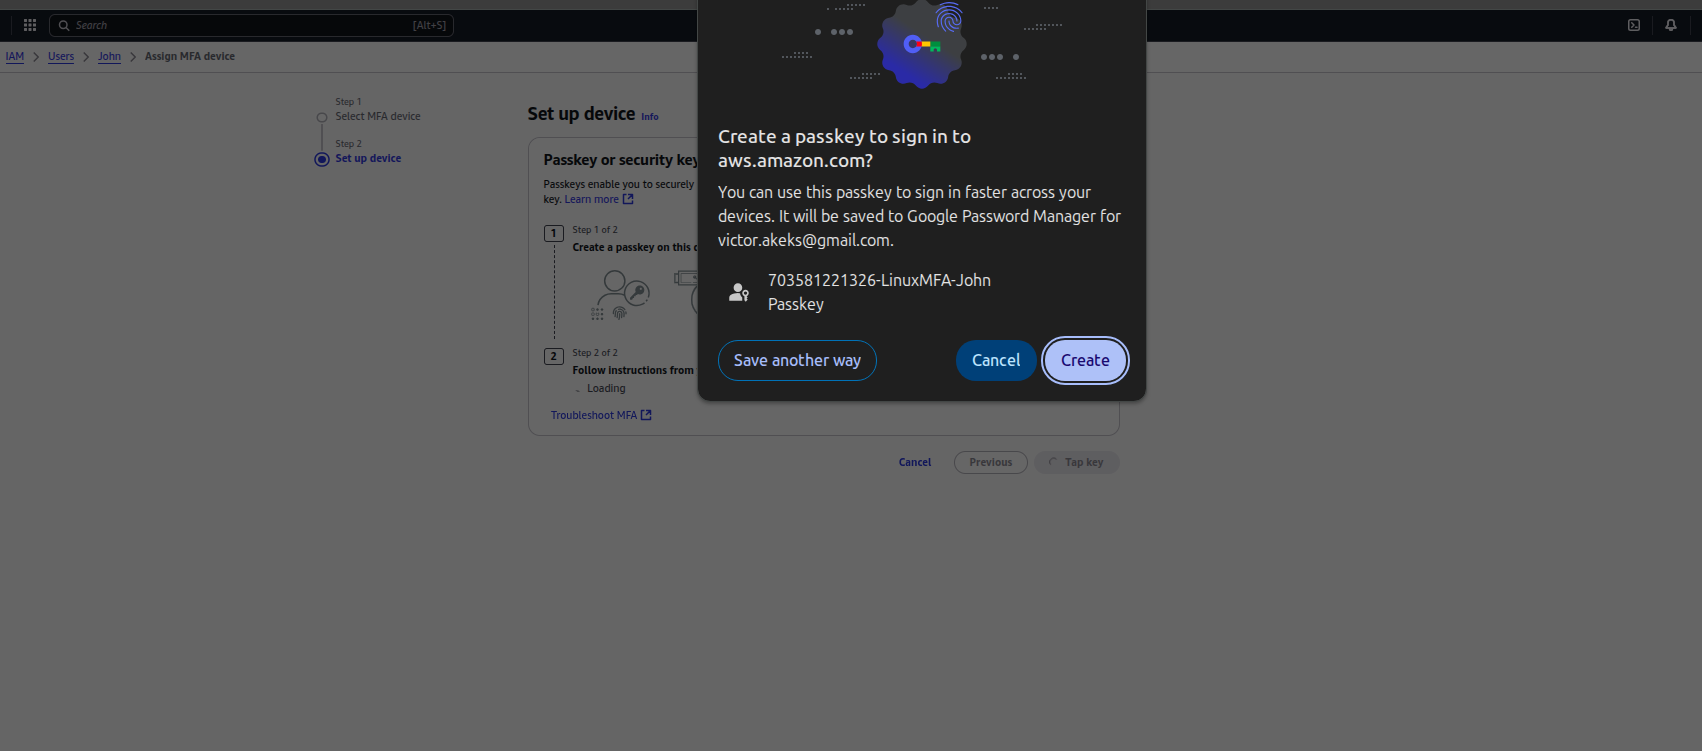 Search [Alt+S]
IAM > Users > John > Assign MFA device
Step 1
Select MFA device
Step 2
Set up device
Set up device Info
Passkey or security key
Passkeys enable you to securely
key. Learn more
1 Step 1 of 2
Create a passkey on this d
2 Step 2 of 2
Follow instructions from
Loading
Troubleshoot MFA
Cancel Previous Tap key
Create a passkey to sign in to
aws.amazon.com?
You can use this passkey to sign in faster across your
devices. It will be saved to Google Password Manager for
victor.akeks@gmail.com.
703581221326-LinuxMFA-John
Passkey
Save another way Cancel Create